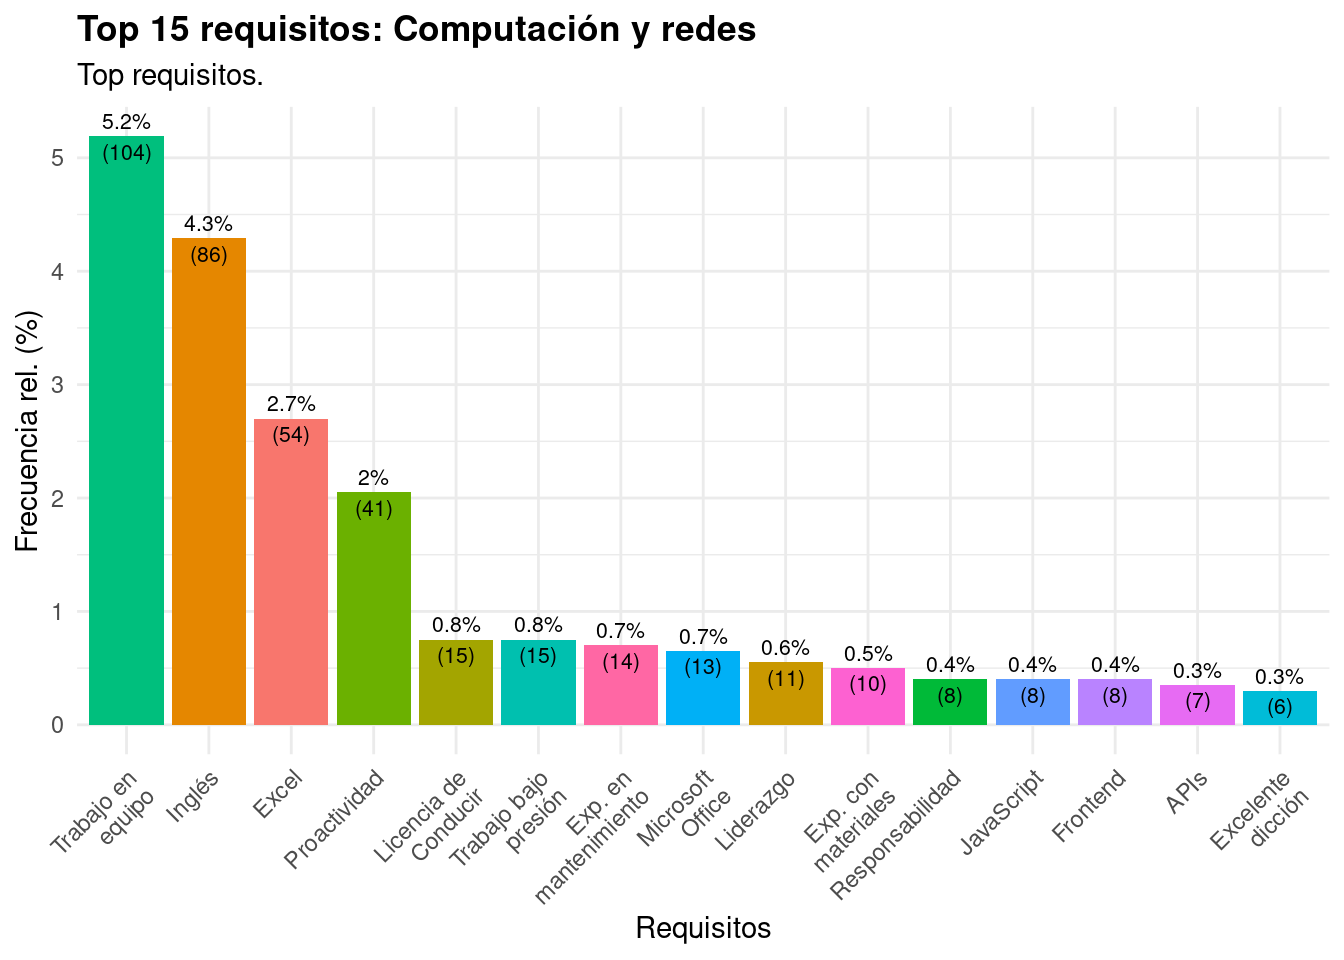 Top 15 requisitos: Computación y redes
Top requisitos.
Frecuencia rel. (%)
5
4
3
2
1
0
5.2%
(104)
4.3%
(86)
2.7%
(54)
2%
(41)
0.8%
(15)
0.8%
(15)
0.7%
(14)
0.7%
(13)
0.6%
(11)
0.5%
(10)
0.4%
(8)
0.4%
(8)
0.4%
(8)
0.3%
(7)
0.3%
(6)
Trabajo en
equipo
Inglés
Excel
Proactividad
Licencia de
Conducir
Trabajo bajo
presión
Exp. en
mantenimiento
Microsoft
Office
Liderazgo
Exp. con
materiales
Responsabilidad
JavaScript
Frontend
APIs
Excelente
dicción
Requisitos